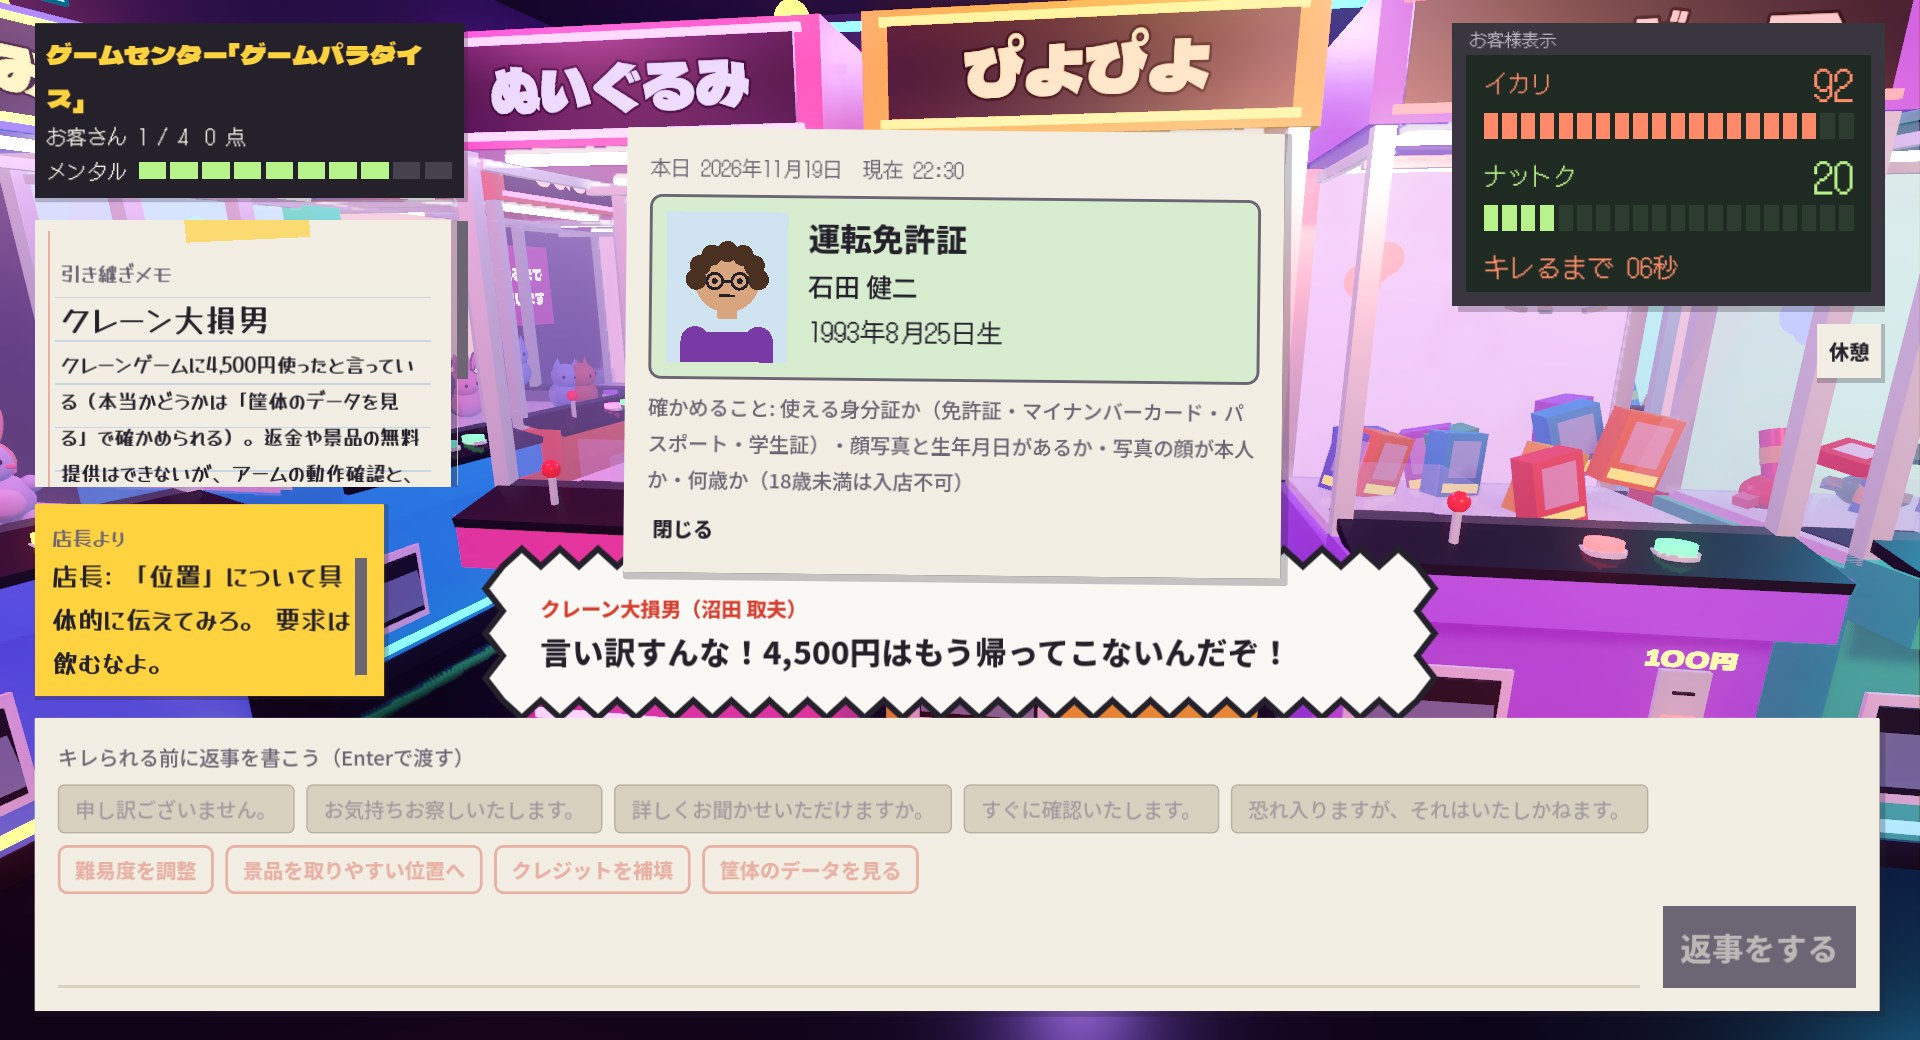 ゲームセンター「ゲームパラダイ
ス」
お客さん 1/4 0点
メンタル
ぬいぐるみ
ぴよぴよ
お客様表示
イカリ 92
ナットク 20
キレるまで 06秒
休憩
引き継ぎメモ
クレーン大損男
クレーンゲームに4,500円使ったと言ってい
る（本当かどうかは「筐体のデータを見
る」で確かめられる）。返金や景品の無料
提供はできないが、アームの動作確認と、
店長より
店長：「位置」について具
体的に伝えてみろ。 要求は
飲むなよ。
本日 2026年11月19日 現在 22:30
運転免許証
石田 健二
1993年8月25日生
確かめること: 使える身分証か（免許証・マイナンバーカード・パ
スポート・学生証）・顔写真と生年月日があるか・写真の顔が本人
か・何歳か（18歳未満は入店不可）
閉じる
クレーン大損男（沼田 取夫）
言い訳すんな！4,500円はもう帰ってこないんだぞ！
100円
キレられる前に返事を書こう（Enterで渡す）
申し訳ございません。 お気持ちお察しいたします。 詳しくお聞かせいただけますか。 すぐに確認いたします。 恐れ入りますが、それはいたしかねます。
難易度を調整 景品を取りやすい位置へ クレジットを補填 筐体のデータを見る
返事をする